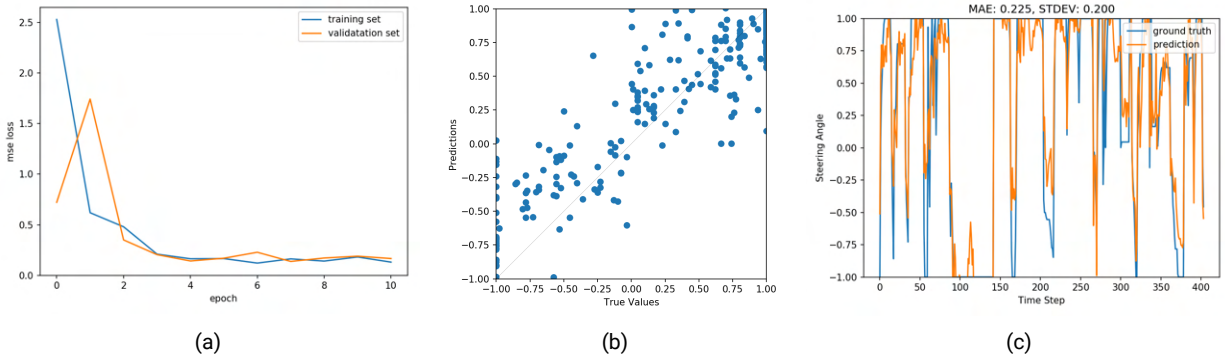 2.5
2.0
1.5
1.0
0.5
0.0
mse loss
0 2 4 6 8 10
epoch
training set
validatation set
(a)
1.00
0.75
0.50
0.25
0.00
−0.25
−0.50
−0.75
−1.00
Predictions
−1.00 −0.75 −0.50 −0.25 0.00 0.25 0.50 0.75 1.00
True Values
(b)
MAE: 0.225, STDEV: 0.200
1.00
0.75
0.50
0.25
0.00
−0.25
−0.50
−0.75
−1.00
Steering Angle
ground truth
prediction
0 50 100 150 200 250 300 350 400
Time Step
(c)